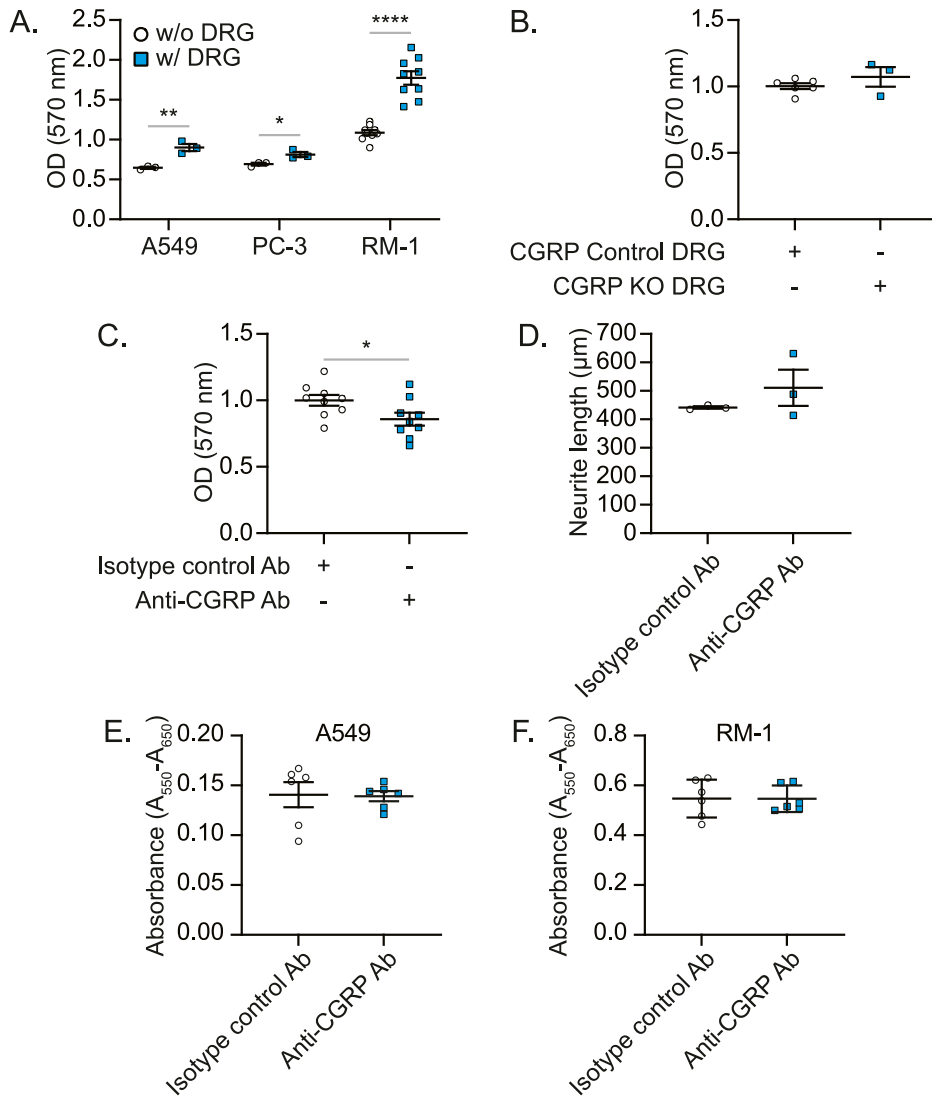 A.
w/o DRG
w/ DRG
OD (570 nm)
2.5
2.0
1.5
1.0
0.5
0.0
**
*
****
A549 PC-3 RM-1
B.
OD (570 nm)
1.5
1.0
0.5
0.0
CGRP Control DRG + -
CGRP KO DRG - +
C.
OD (570 nm)
1.5
1.0
0.5
0.0
*
Isotype control Ab + -
Anti-CGRP Ab - +
D.
Neurite length (µm)
700
600
500
400
300
200
100
0
Isotype control Ab
Anti-CGRP Ab
E.
A549
Absorbance (A550-A650)
0.20
0.15
0.10
0.05
0.00
Isotype control Ab
Anti-CGRP Ab
F.
RM-1
Absorbance (A550-A650)
0.8
0.6
0.4
0.2
0.0
Isotype control Ab
Anti-CGRP Ab